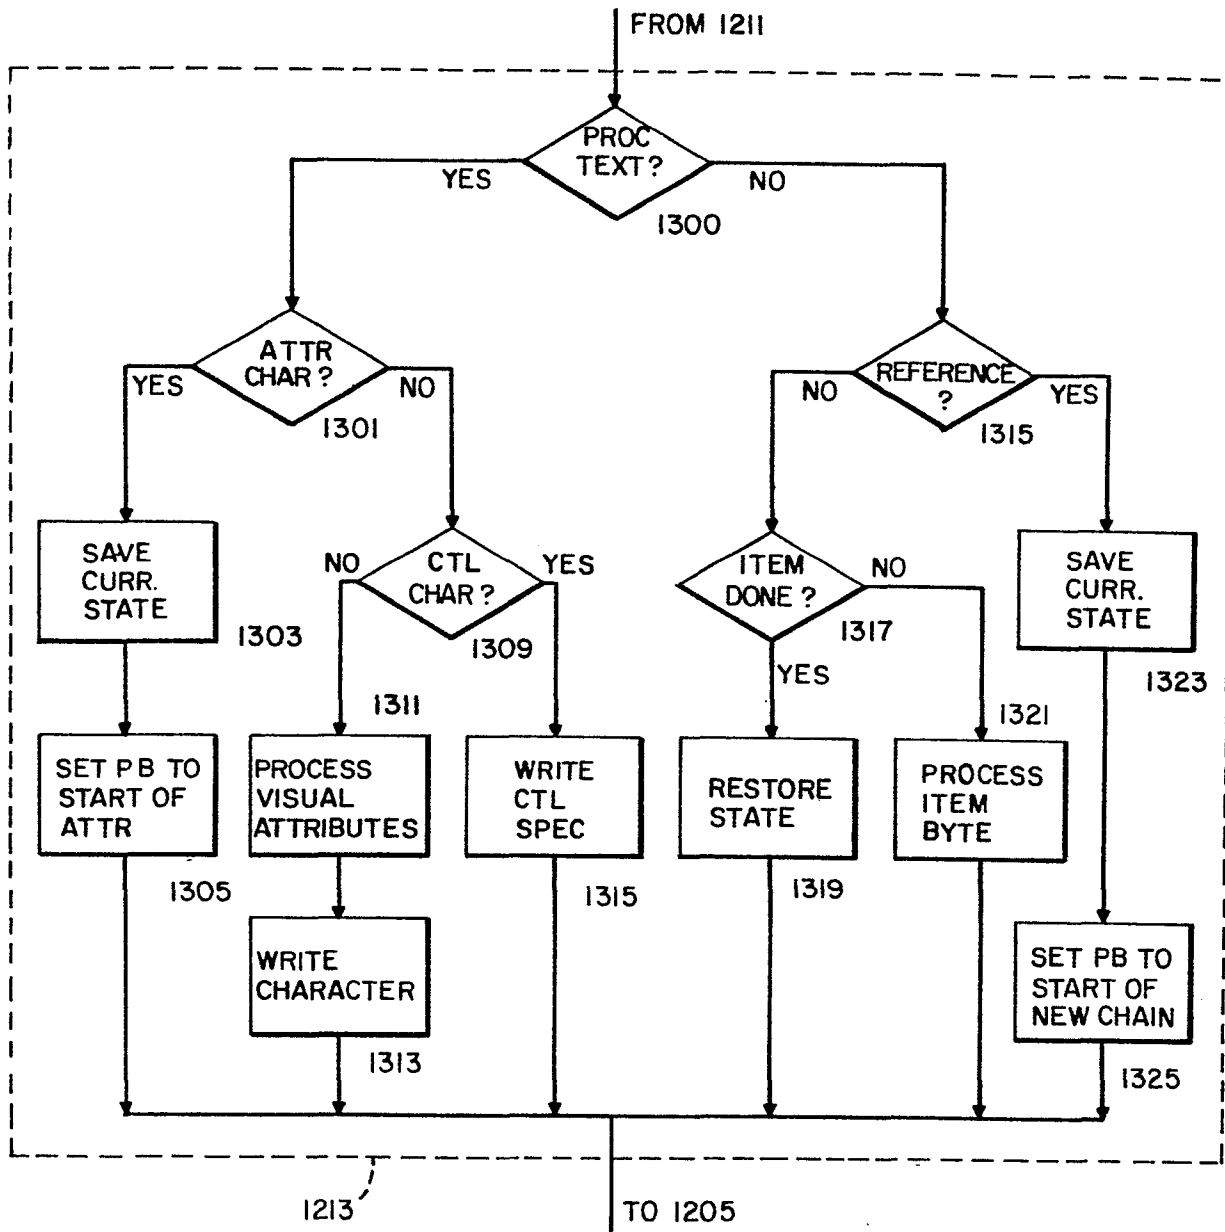 FROM 1211
PROC
TEXT?
YES
NO
1300
ATTR
CHAR?
YES
NO
1301
REFERENCE
?
NO
YES
1315
SAVE
CURR.
STATE
1303
CTL
CHAR?
NO
YES
1309
ITEM
DONE?
NO
YES
1317
SAVE
CURR.
STATE
1323
SET PB TO
START OF
ATTR
1305
1311
PROCESS
VISUAL
ATTRIBUTES
WRITE
CTL
SPEC
1315
RESTORE
STATE
1319
1321
PROCESS
ITEM
BYTE
WRITE
CHARACTER
1313
SET PB TO
START OF
NEW CHAIN
1325
1213
TO 1205